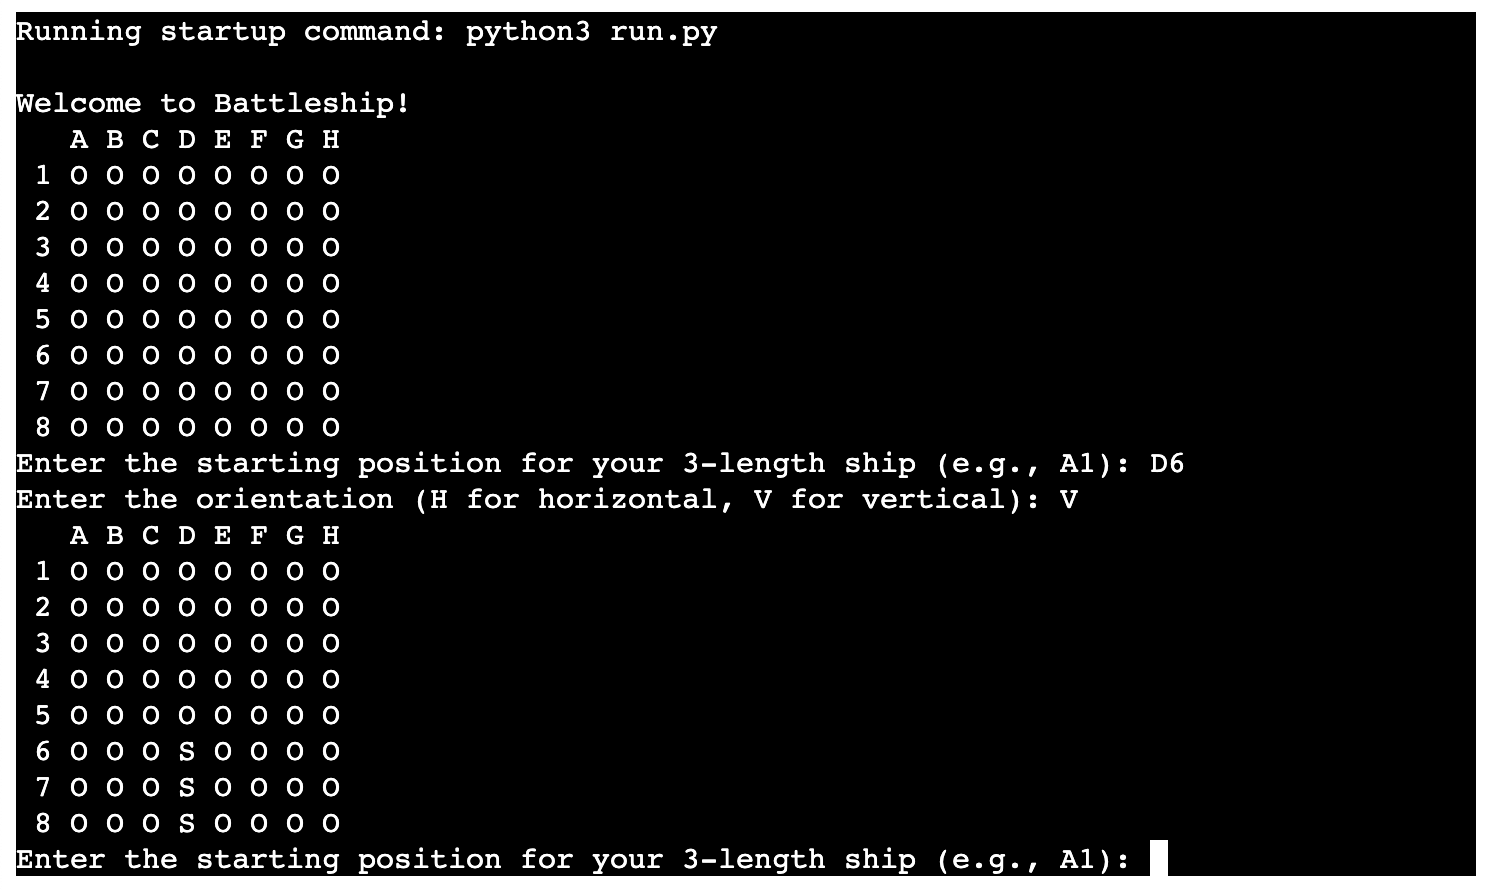 Running startup command: python3 run.py

Welcome to Battleship!
   A B C D E F G H
 1 O O O O O O O O
 2 O O O O O O O O
 3 O O O O O O O O
 4 O O O O O O O O
 5 O O O O O O O O
 6 O O O O O O O O
 7 O O O O O O O O
 8 O O O O O O O O
Enter the starting position for your 3-length ship (e.g., A1): D6
Enter the orientation (H for horizontal, V for vertical): V
   A B C D E F G H
 1 O O O O O O O O
 2 O O O O O O O O
 3 O O O O O O O O
 4 O O O O O O O O
 5 O O O O O O O O
 6 O O O S O O O O
 7 O O O S O O O O
 8 O O O S O O O O
Enter the starting position for your 3-length ship (e.g., A1):